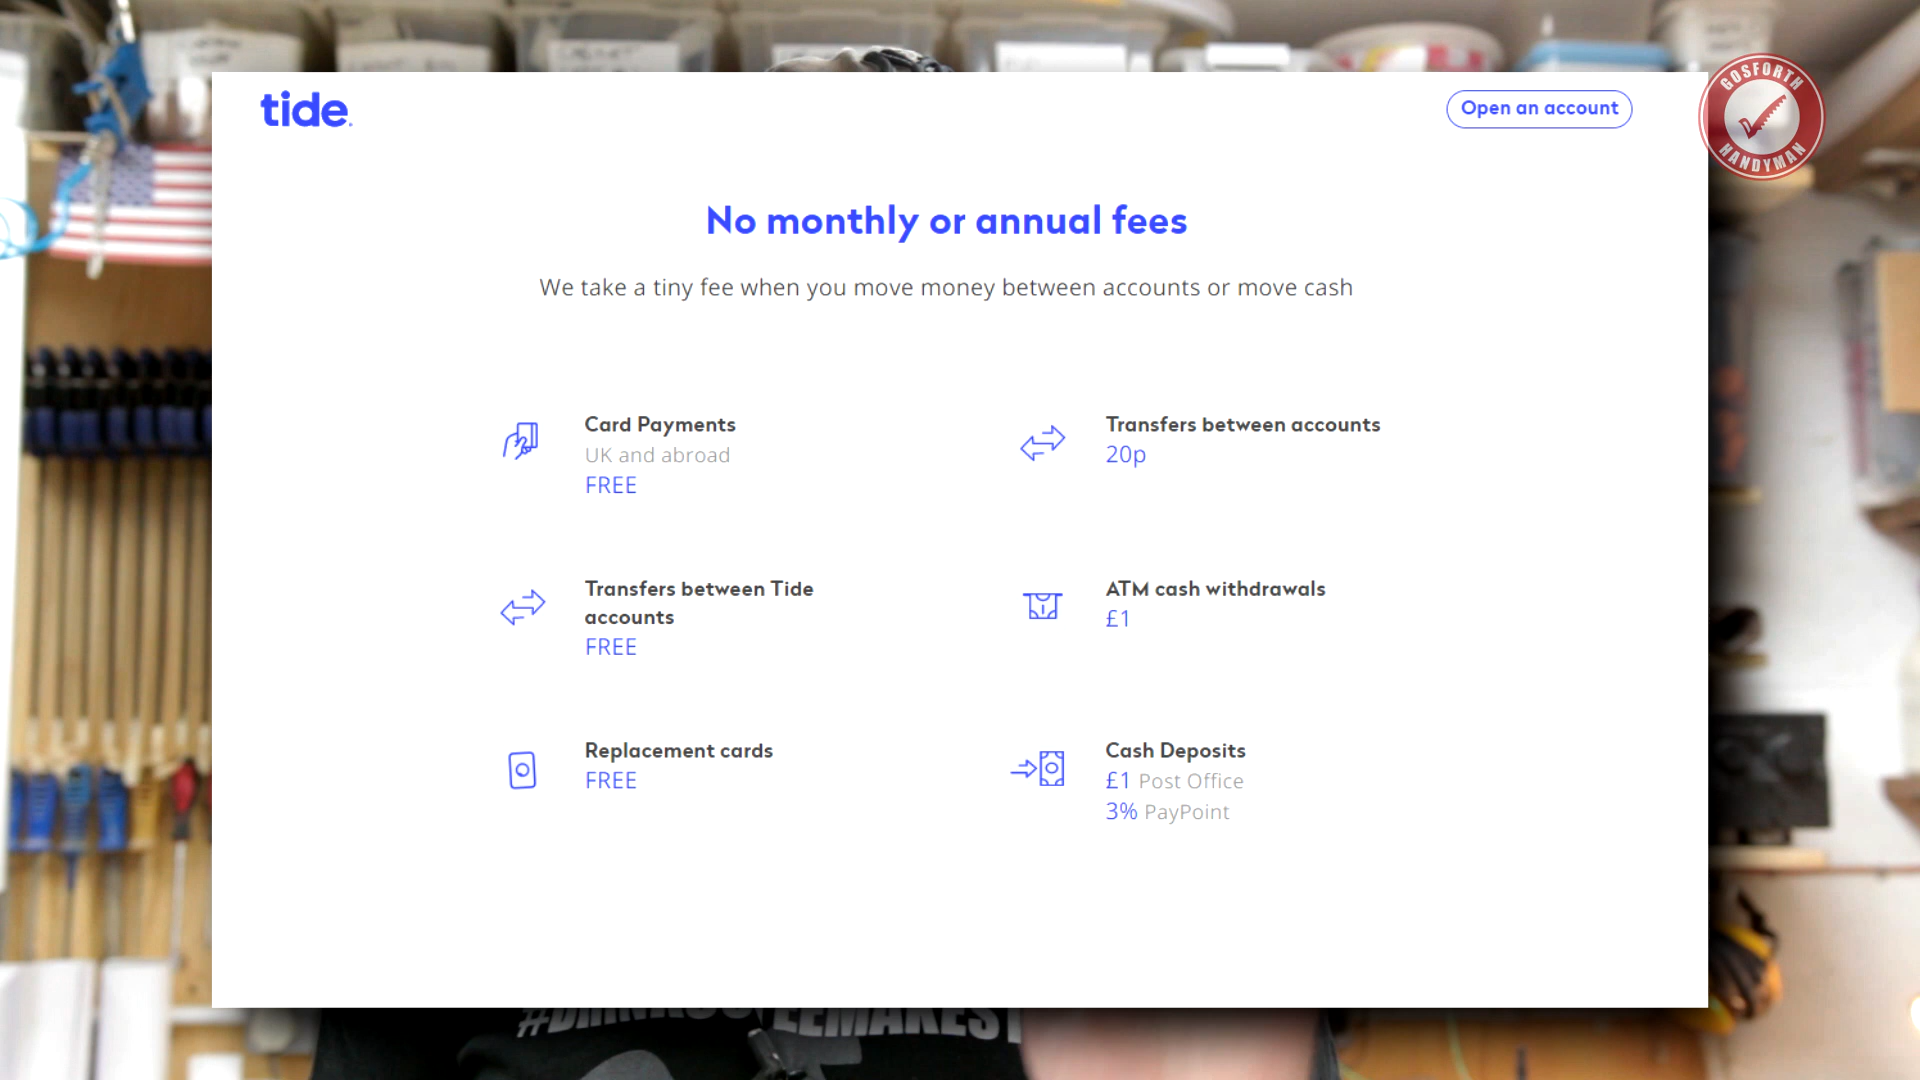 tide
Open an account
GOSFORTH
HANDYMAN
No monthly or annual fees
We take a tiny fee when you move money between accounts or move cash
Card Payments
UK and abroad
FREE
Transfers between accounts
20p
Transfers between Tide
accounts
FREE
ATM cash withdrawals
£1
Replacement cards
FREE
Cash Deposits
£1 Post Office
3% PayPoint